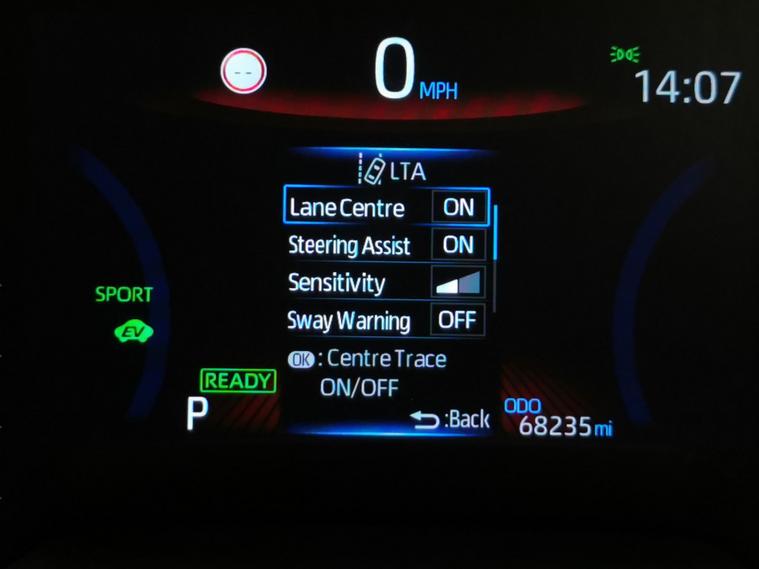 --
0 MPH
14:07
LTA
Lane Centre ON
Steering Assist ON
Sensitivity
Sway Warning OFF
OK : Centre Trace
ON/OFF
:Back
SPORT
EV
READY
P
ODO
68235 mi